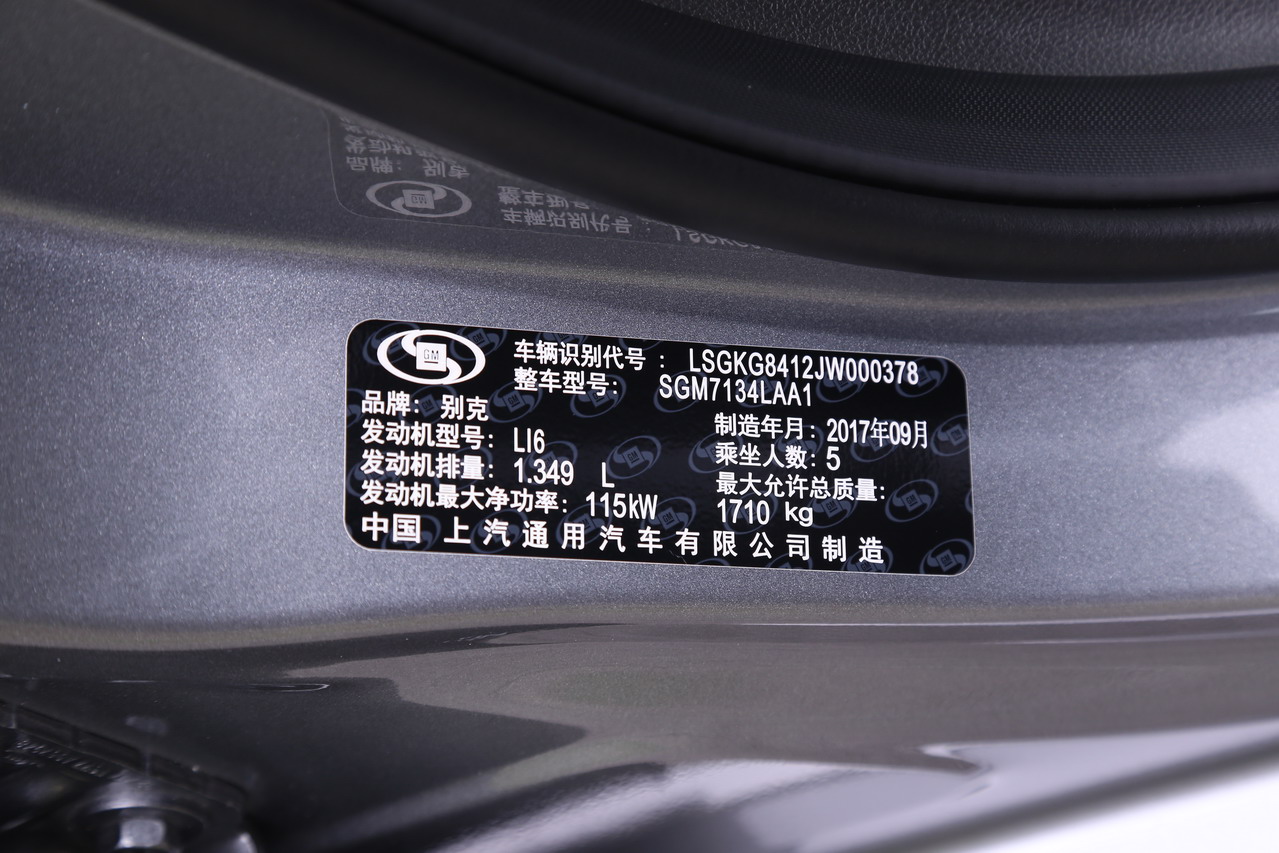 GM
车辆识别代号：LSGKG8412JW000378
整车型号：SGM7134LAA1
品牌：别克
制造年月：2017年09月
发动机型号：LI6
乘坐人数：5
发动机排量：1.349 L
最大允许总质量：
发动机最大净功率：115kW
1710 kg
中国 上汽通用汽车有限公司制造